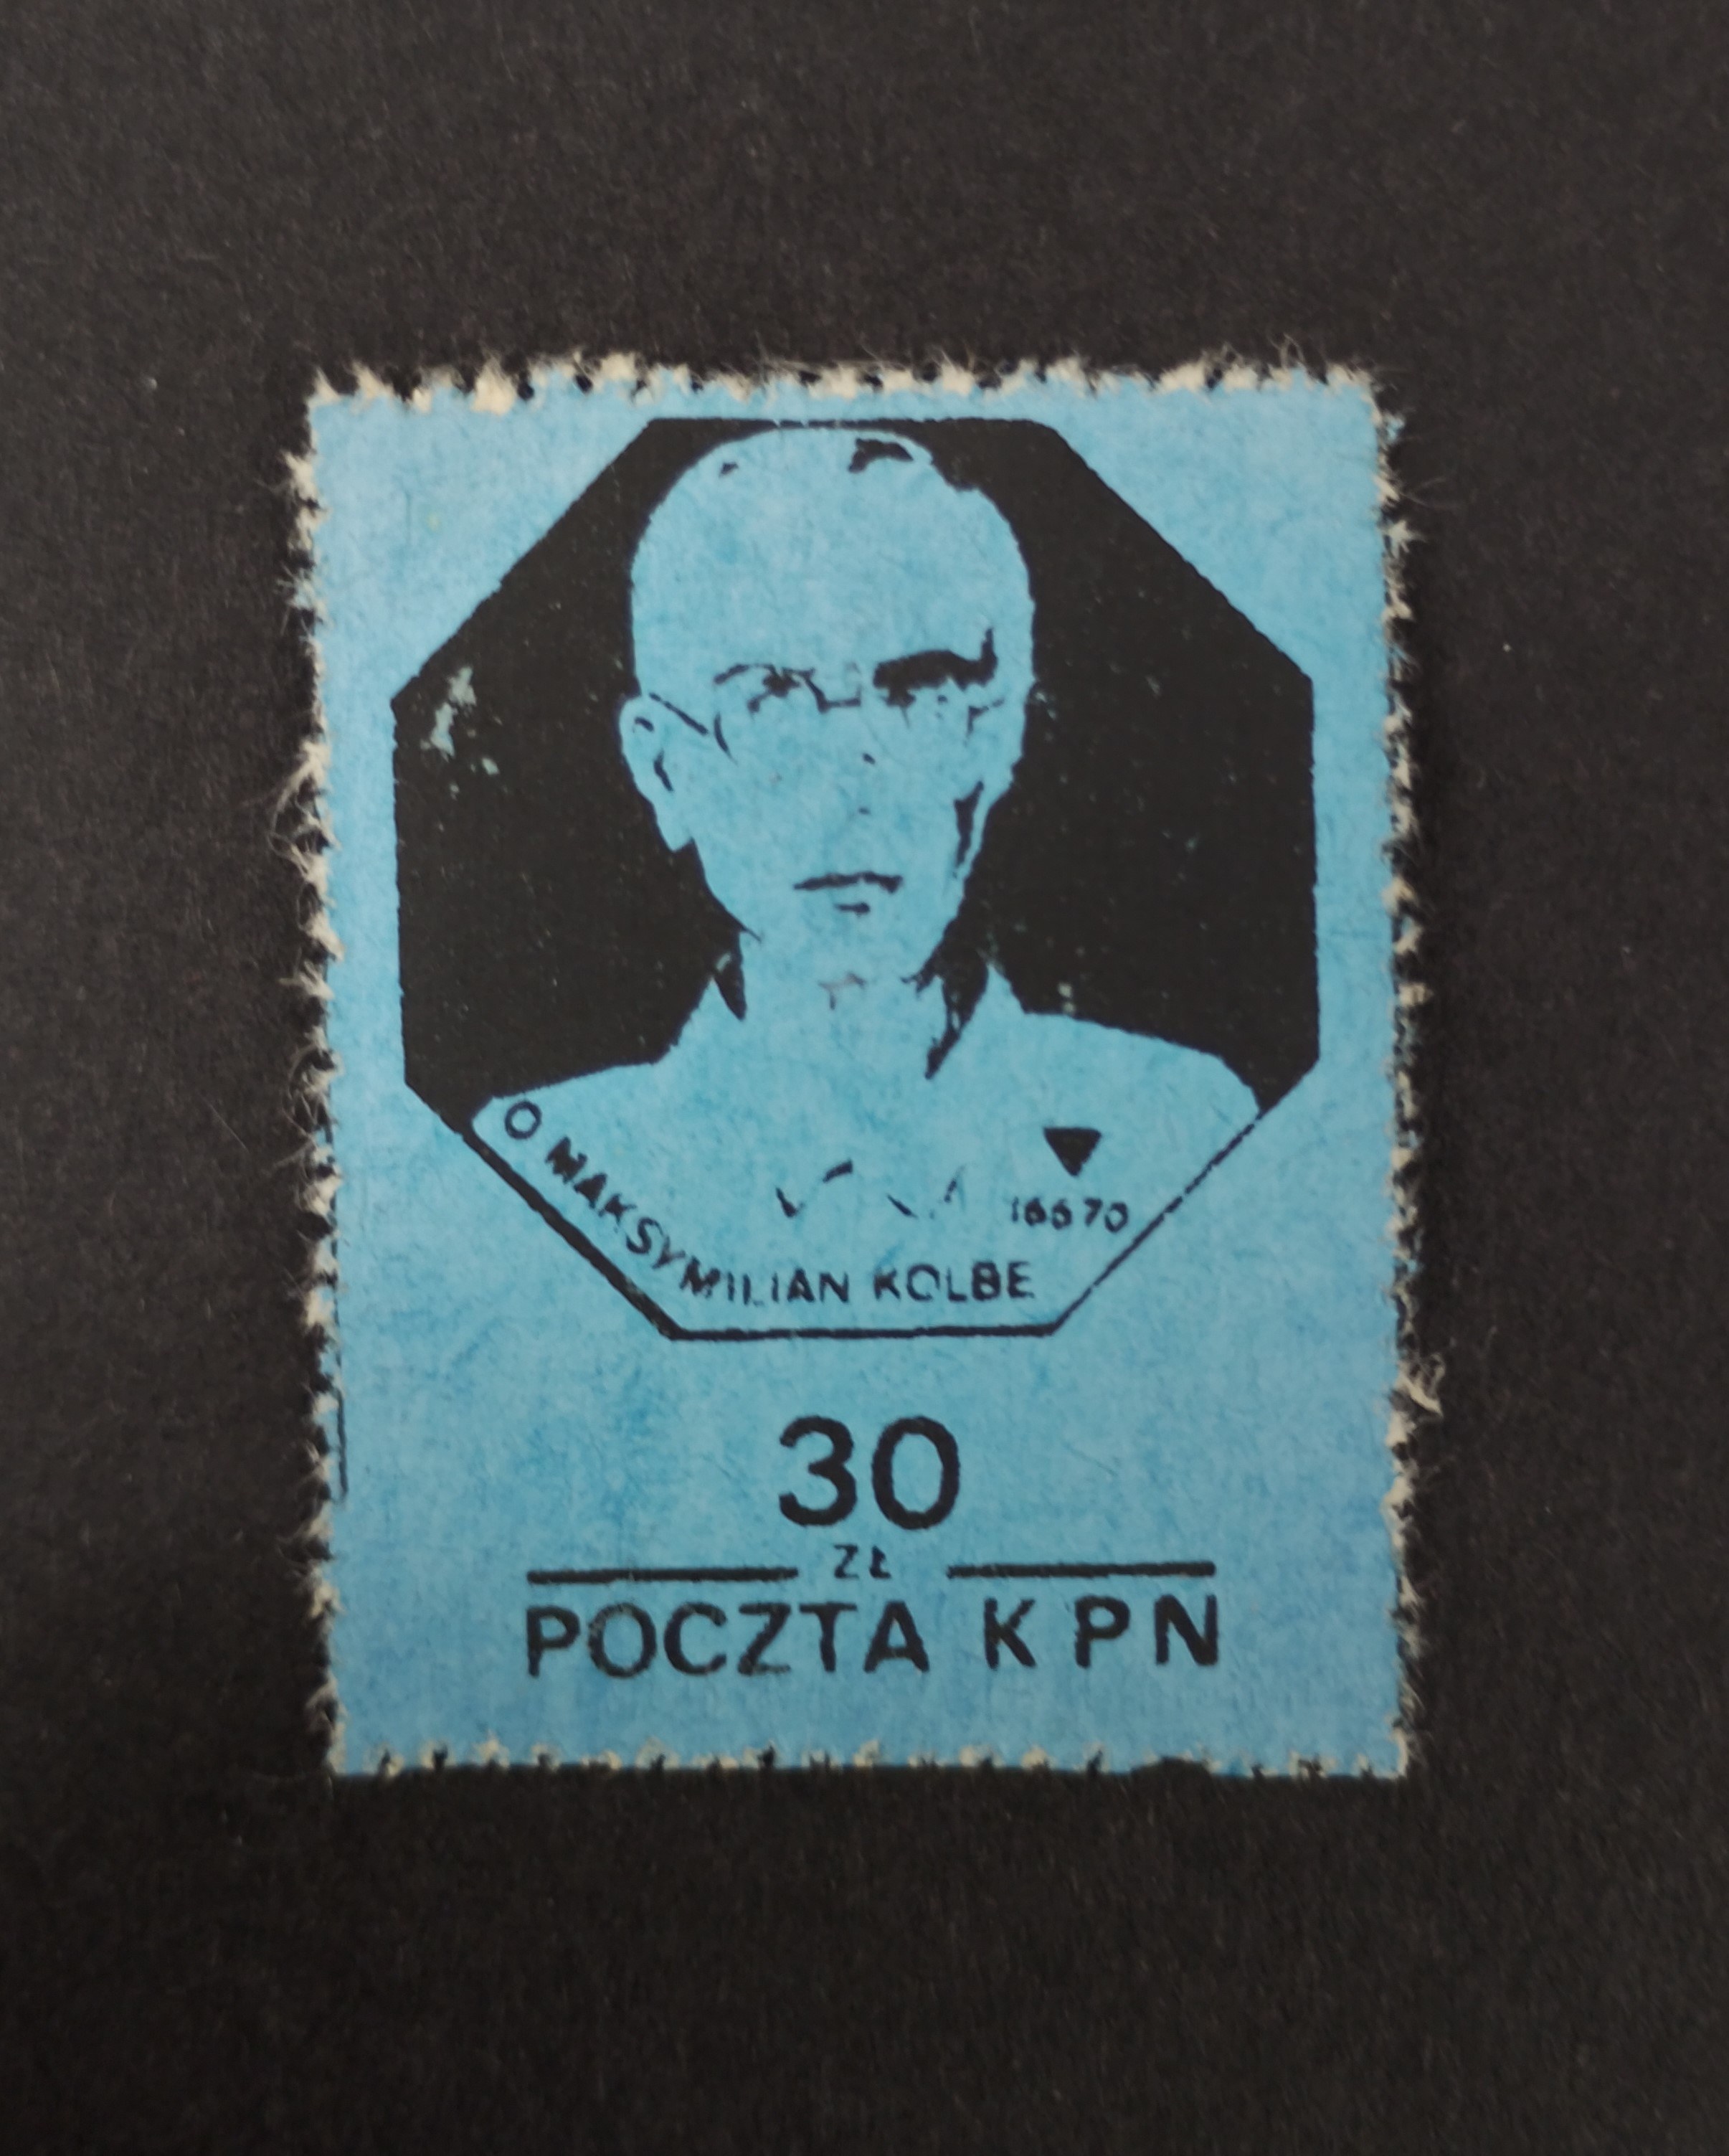 16670
O MAKSYMILIAN KOLBE
30
ZŁ
POCZTA KPN